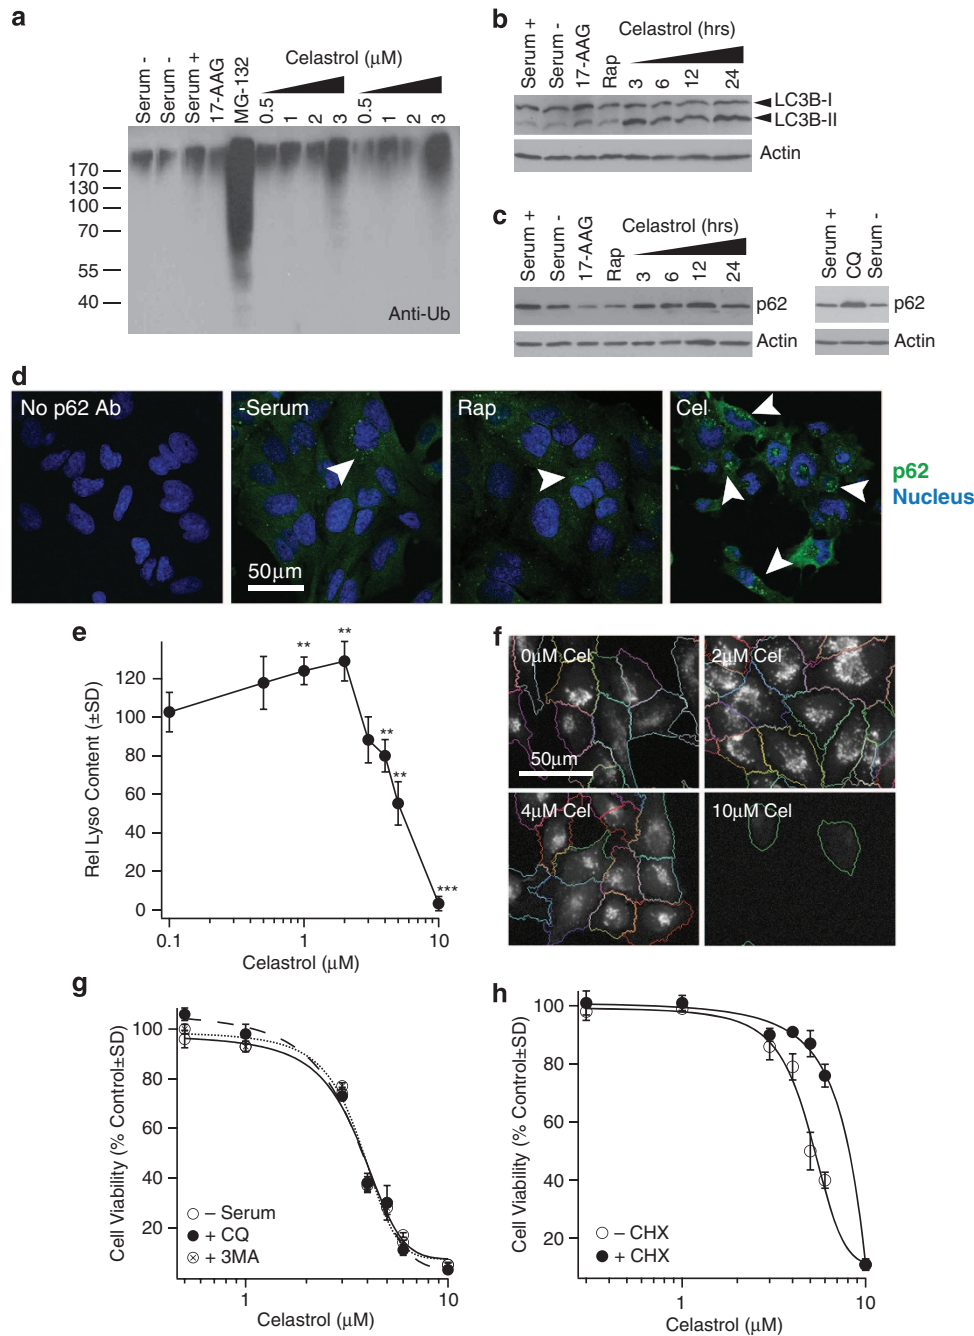 a
Serum -
Serum -
Serum +
17-AAG
MG-132
Celastrol (μM)
0.5
1
2
3
0.5
1
2
3
170
130
100
70
55
40
Anti-Ub
b
Serum +
Serum -
17-AAG
Rap
Celastrol (hrs)
3
6
12
24
LC3B-I
LC3B-II
Actin
c
Serum +
Serum -
17-AAG
Rap
Celastrol (hrs)
3
6
12
24
p62
Actin
Serum +
CQ
Serum -
p62
Actin
d
No p62 Ab
-Serum
50μm
Rap
Cel
p62
Nucleus
e
Rel Lyso Content (±SD)
120
100
80
60
40
20
0
**
**
**
**
***
0.1
1
10
Celastrol (μM)
f
0μM Cel
50μm
2μM Cel
4μM Cel
10μM Cel
g
Cell Viability (% Control±SD)
100
80
60
40
20
– Serum
+ CQ
+ 3MA
1
10
Celastrol (μM)
h
Cell Viability (% Control±SD)
100
80
60
40
20
– CHX
+ CHX
1
10
Celastrol (μM)